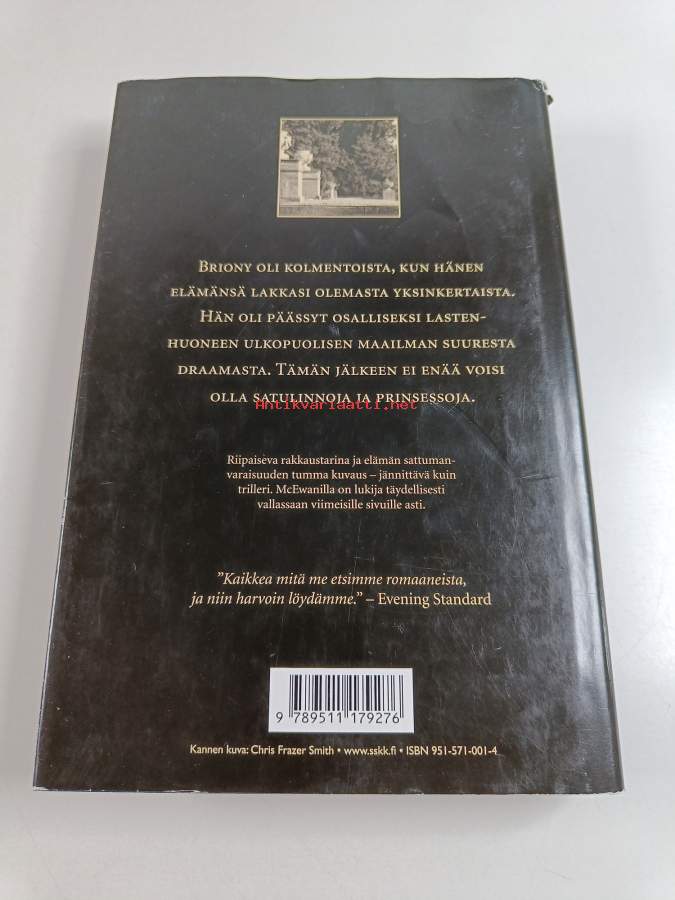 Briony oli kolmentoista, kun hänen
elämänsä lakkasi olemasta yksinkertaista.
Hän oli päässyt osalliseksi lasten-
huoneen ulkopuolisen maailman suuresta
draamasta. Tämän jälkeen ei enää voisi
olla satulinnoja ja prinsessoja.
Antikvariaatti.net
Riipaiseva rakkaustarina ja elämän sattuman-
varaisuuden tumma kuvaus – jännittävä kuin
trilleri. McEwanilla on lukija täydellisesti
vallassaan viimeisille sivuille asti.
”Kaikkea mitä me etsimme romaaneista,
ja niin harvoin löydämme.” – Evening Standard
9 789511 179276
Kannen kuva: Chris Frazer Smith • www.sskk.fi • ISBN 951-571-001-4